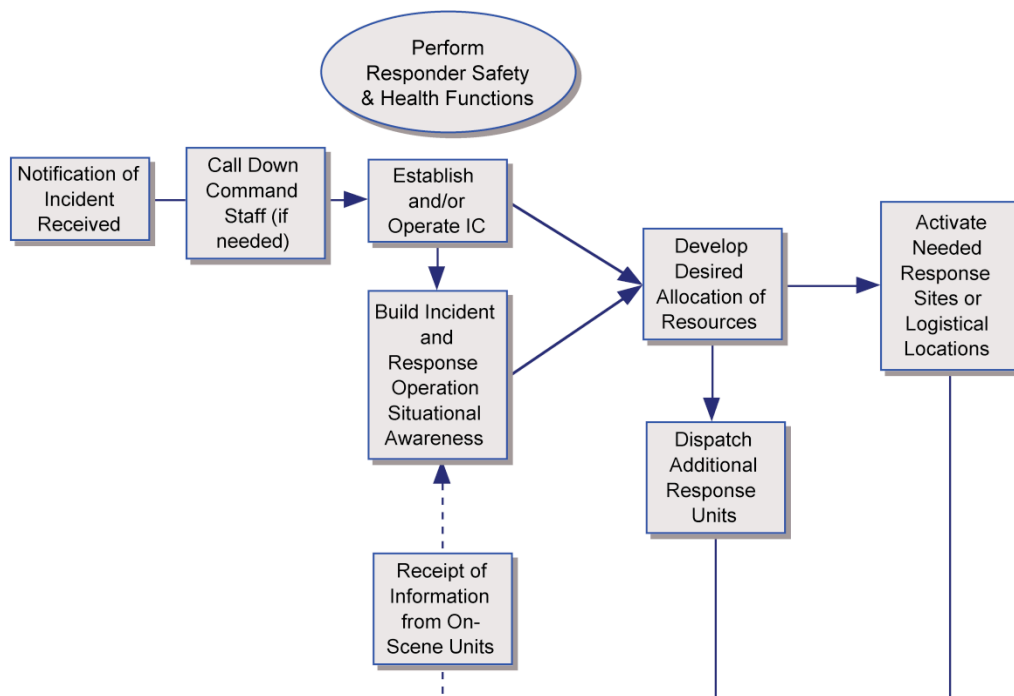 Perform
Responder Safety
& Health Functions
Notification of
Incident
Received
Call Down
Command
Staff (if
needed)
Establish
and/or
Operate IC
Build Incident
and
Response
Operation
Situational
Awareness
Receipt of
Information
from On-
Scene Units
Develop
Desired
Allocation of
Resources
Dispatch
Additional
Response
Units
Activate
Needed
Response
Sites or
Logistical
Locations